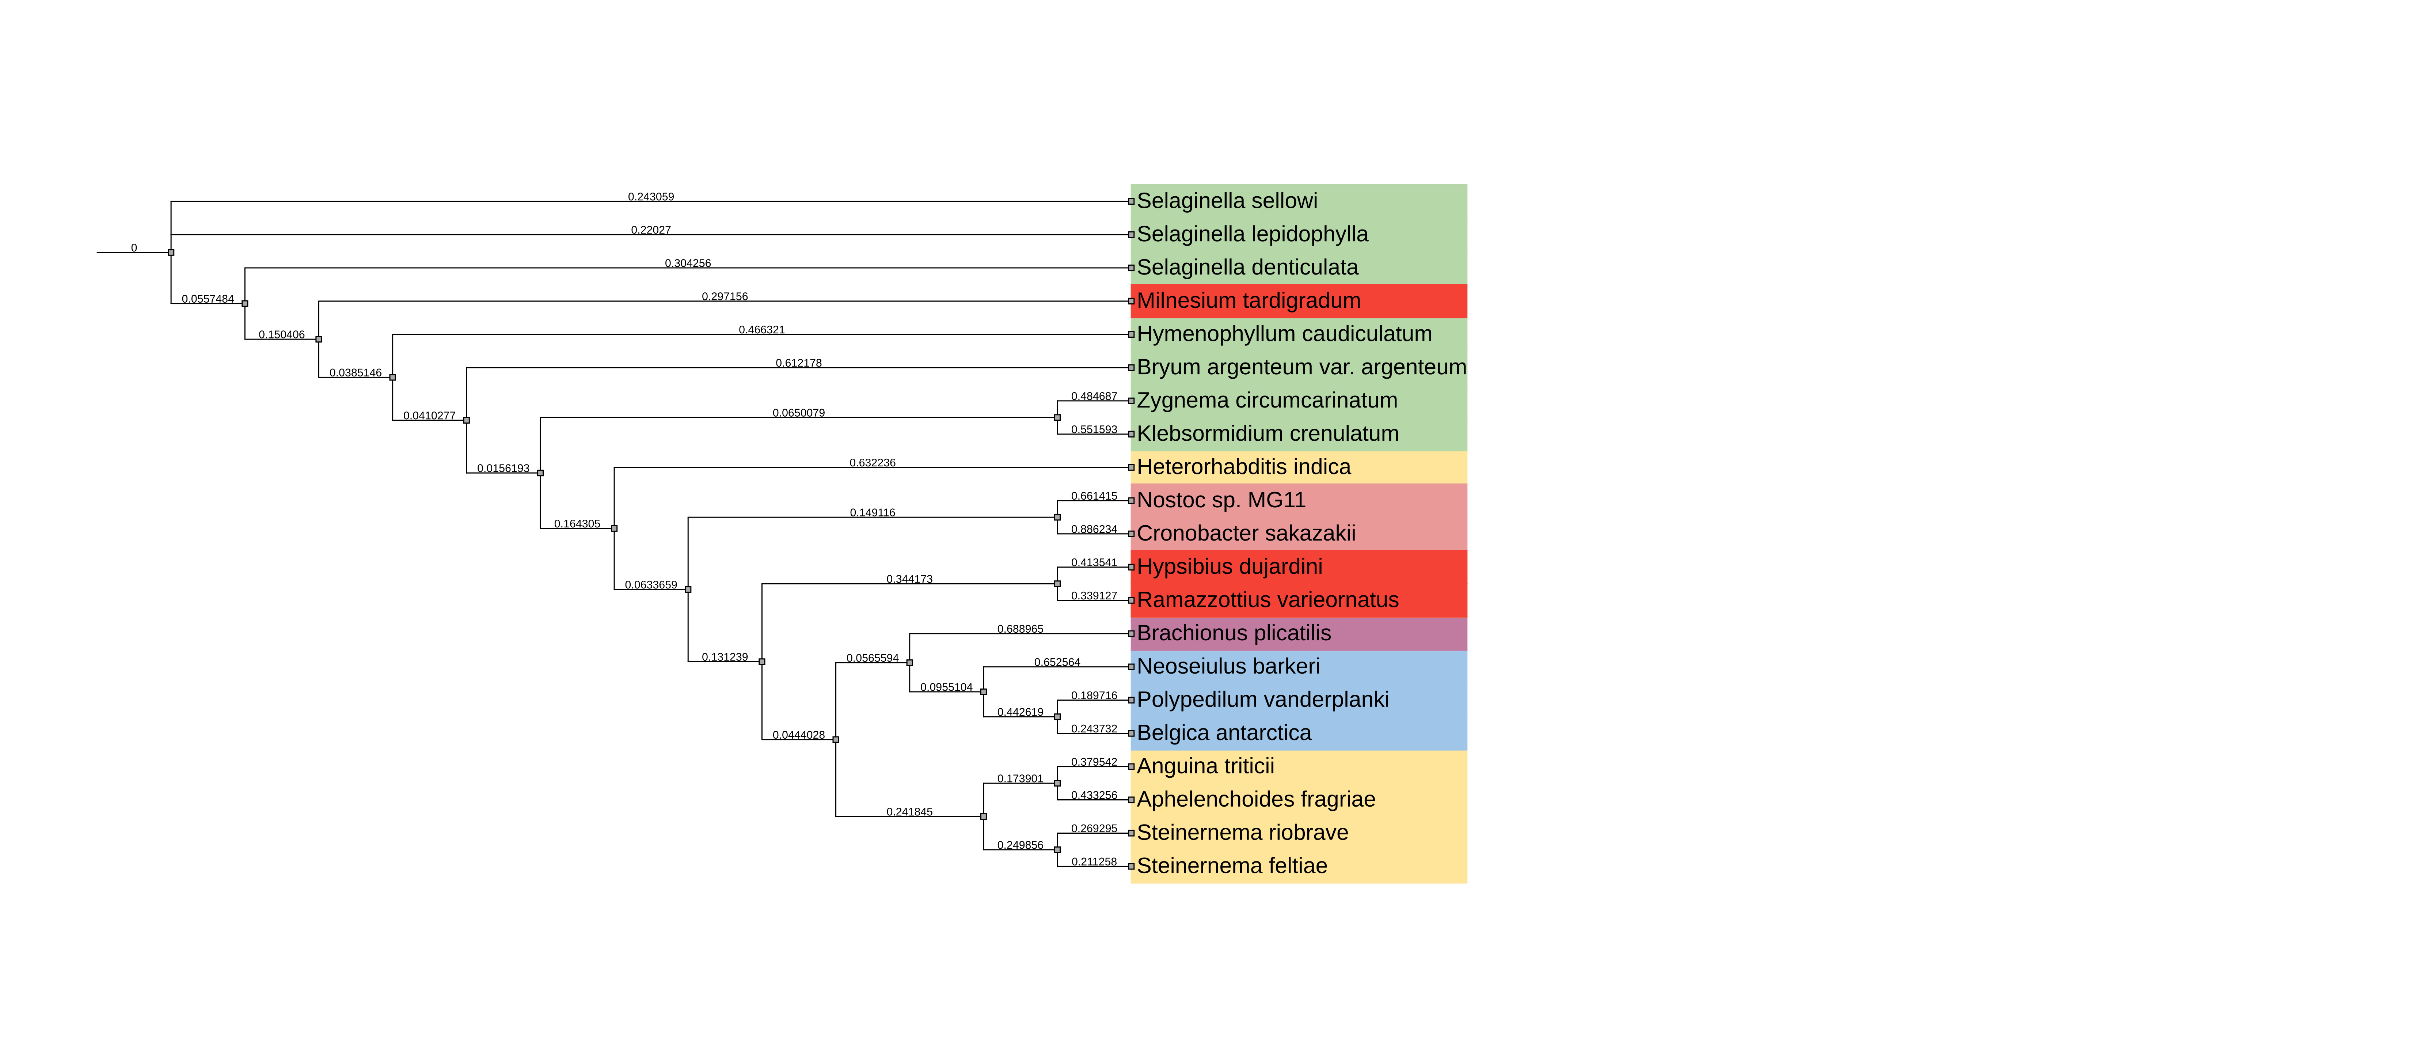 0.243059 Selaginella sellowi
0.22027 Selaginella lepidophylla
0
0.304256 Selaginella denticulata
0.0557484
0.297156 Milnesium tardigradum
0.150406
0.466321 Hymenophyllum caudiculatum
0.0385146
0.612178 Bryum argenteum var. argenteum
0.484687 Zygnema circumcarinatum
0.0410277
0.0650079
0.551593 Klebsormidium crenulatum
0.0156193
0.632236 Heterorhabditis indica
0.661415 Nostoc sp. MG11
0.164305
0.149116
0.886234 Cronobacter sakazakii
0.413541 Hypsibius dujardini
0.0633659
0.344173
0.339127 Ramazzottius varieornatus
0.688965 Brachionus plicatilis
0.131239
0.0565594
0.652564 Neoseiulus barkeri
0.0955104
0.189716 Polypedilum vanderplanki
0.442619
0.0444028
0.243732 Belgica antarctica
0.379542 Anguina triticii
0.173901
0.433256 Aphelenchoides fragriae
0.241845
0.269295 Steinernema riobrave
0.249856
0.211258 Steinernema feltiae